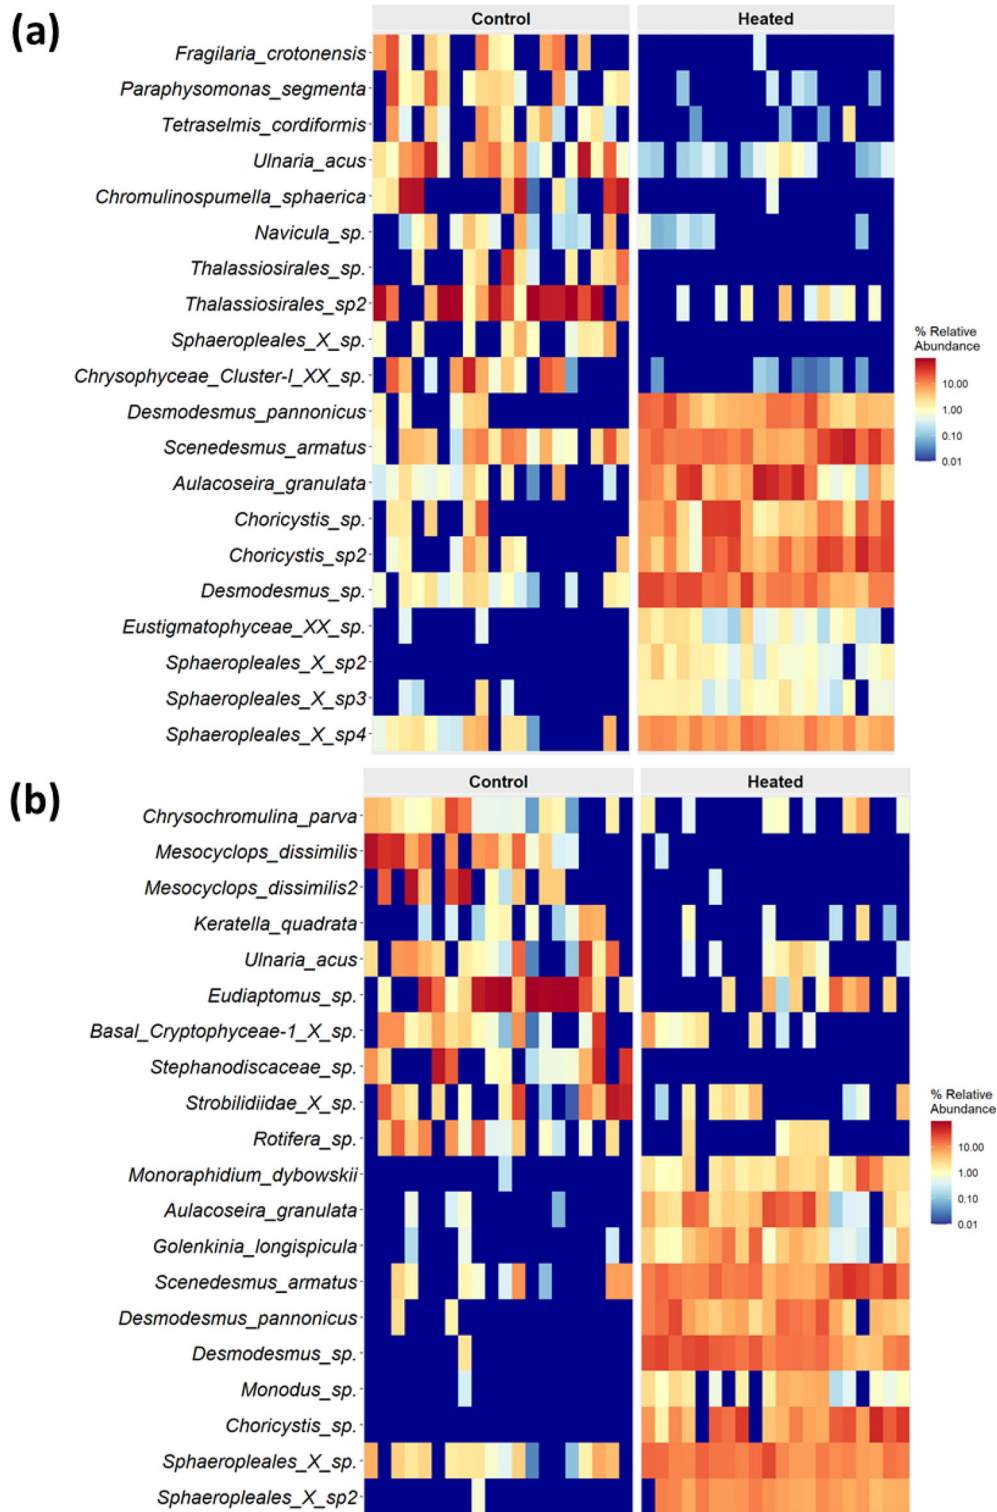 (a)
Control Heated
Fragilaria_crotonensis
Paraphysomonas_segmenta
Tetraselmis_cordiformis
Ulnaria_acus
Chromulinospumella_sphaerica
Navicula_sp.
Thalassiosirales_sp.
Thalassiosirales_sp2
Sphaeropleales_X_sp.
Chrysophyceae_Cluster-I_XX_sp.
Desmodesmus_pannonicus
Scenedesmus_armatus
Aulacoseira_granulata
Choricystis_sp.
Choricystis_sp2
Desmodesmus_sp.
Eustigmatophyceae_XX_sp.
Sphaeropleales_X_sp2
Sphaeropleales_X_sp3
Sphaeropleales_X_sp4
% Relative
Abundance
10.00
1.00
0.10
0.01
(b)
Control Heated
Chrysochromulina_parva
Mesocyclops_dissimilis
Mesocyclops_dissimilis2
Keratella_quadrata
Ulnaria_acus
Eudiaptomus_sp.
Basal_Cryptophyceae-1_X_sp.
Stephanodiscaceae_sp.
Strobilidiidae_X_sp.
Rotifera_sp.
Monoraphidium_dybowskii
Aulacoseira_granulata
Golenkinia_longispicula
Scenedesmus_armatus
Desmodesmus_pannonicus
Desmodesmus_sp.
Monodus_sp.
Choricystis_sp.
Sphaeropleales_X_sp.
Sphaeropleales_X_sp2
% Relative
Abundance
10.00
1.00
0.10
0.01